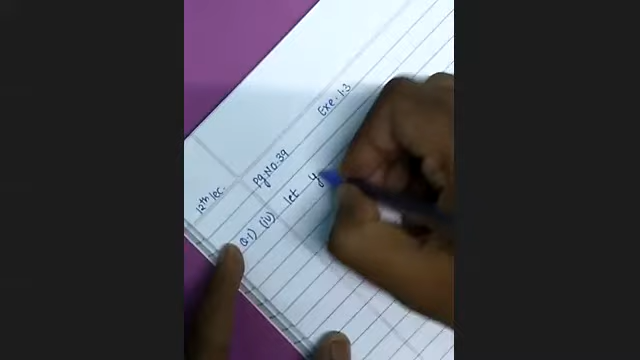 12th lec.
Pg No. 39
Exe. 1.3
Q.1) (iv) let y